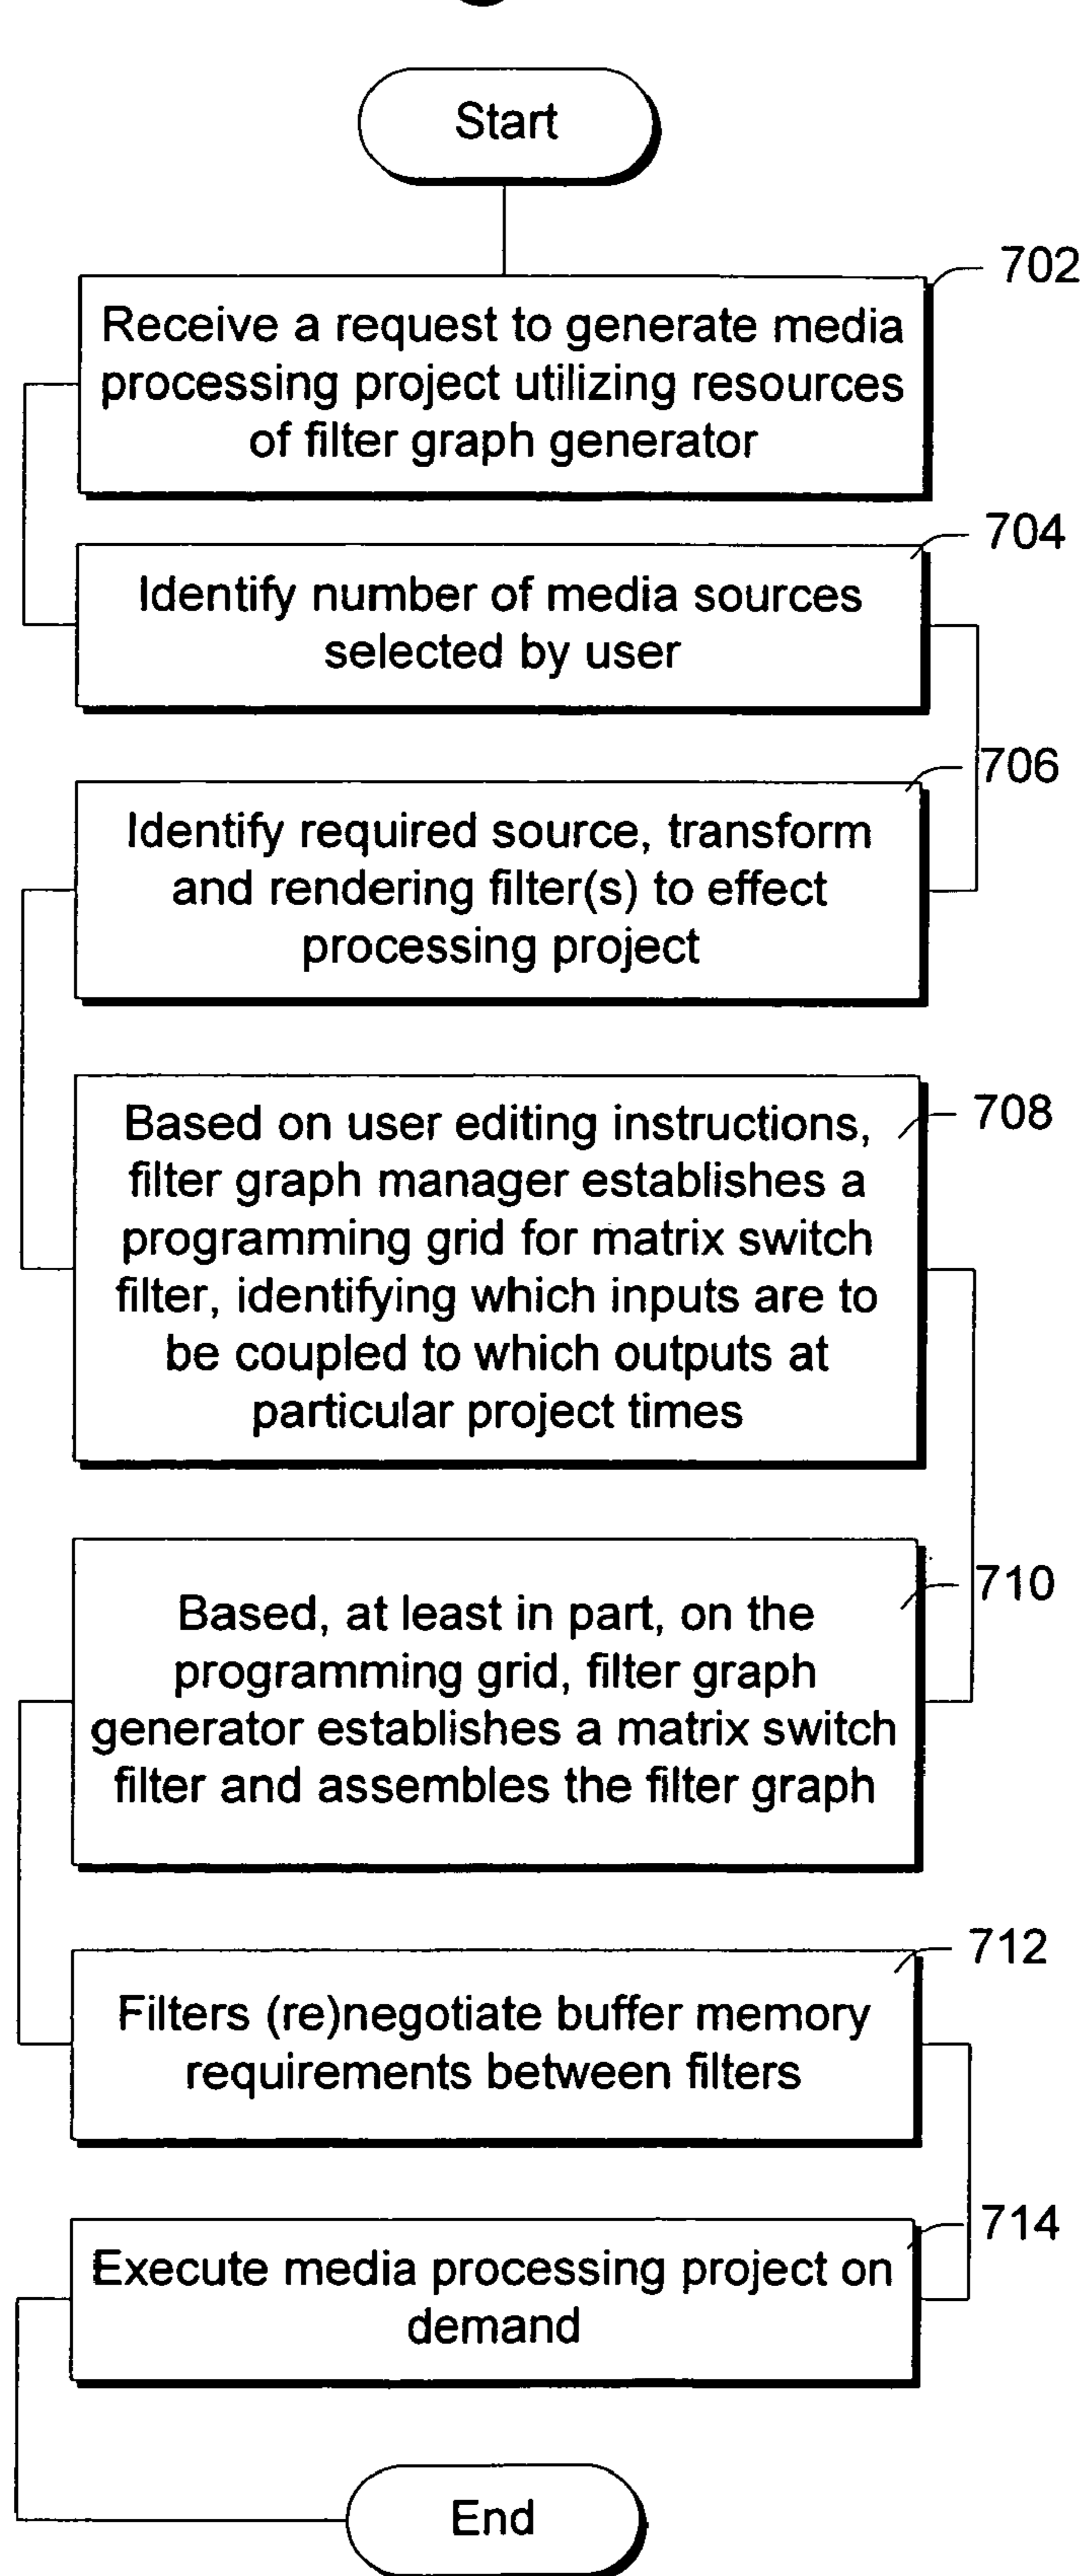 Start
702
Receive a request to generate media
processing project utilizing resources
of filter graph generator
704
Identify number of media sources
selected by user
706
Identify required source, transform
and rendering filter(s) to effect
processing project
708
Based on user editing instructions,
filter graph manager establishes a
programming grid for matrix switch
filter, identifying which inputs are to
be coupled to which outputs at
particular project times
710
Based, at least in part, on the
programming grid, filter graph
generator establishes a matrix switch
filter and assembles the filter graph
712
Filters (re)negotiate buffer memory
requirements between filters
714
Execute media processing project on
demand
End